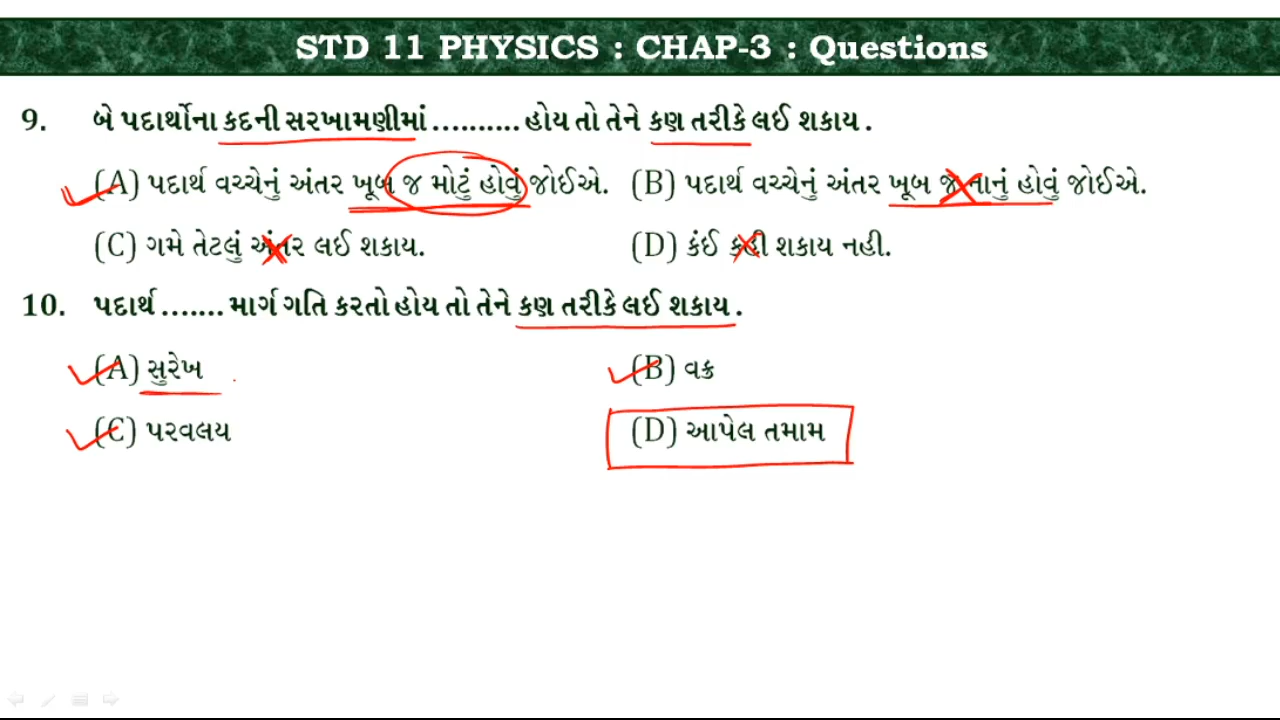 STD 11 PHYSICS : CHAP-3 : Questions
9. બે પદાર્થોના કદની સરખામણીમાં .......... હોય તો તેને કણ તરીકે લઈ શકાય .
(A) પદાર્થ વચ્ચેનું અંતર ખૂબ જ મોટું હોવું જોઈએ. (B) પદાર્થ વચ્ચેનું અંતર ખૂબ જ નાનું હોવું જોઈએ.
(C) ગમે તેટલું અંતર લઈ શકાય. (D) કંઈ કહી શકાય નહી.
10. પદાર્થ ....... માર્ગ ગતિ કરતો હોય તો તેને કણ તરીકે લઈ શકાય .
(A) સુરેખ (B) વક્ર
(C) પરવલય (D) આપેલ તમામ